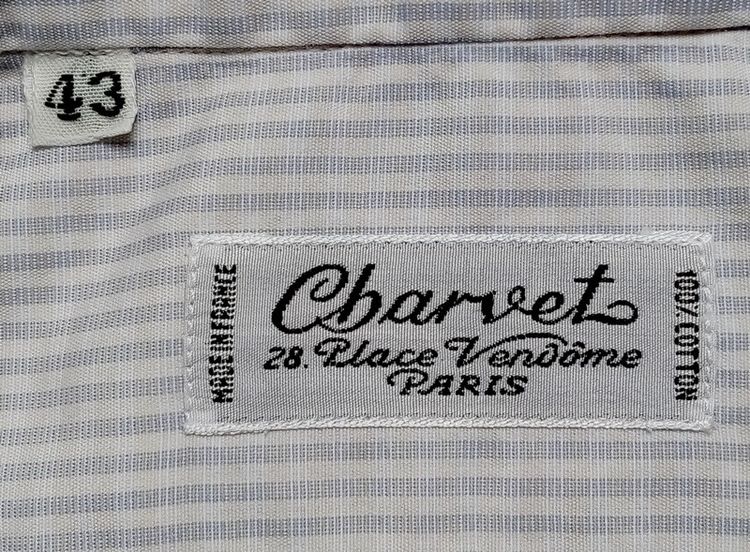 43
MADE IN FRANCE
Charvet
28. Place Vendôme
PARIS
100% COTTON